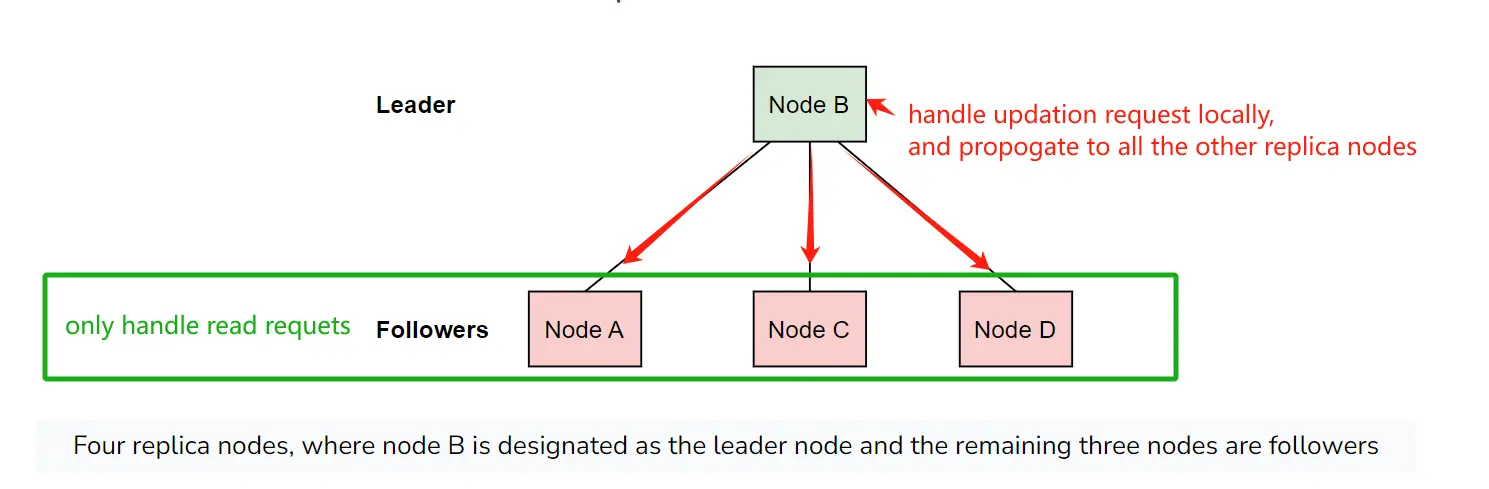 Leader
Node B
handle updation request locally,
and propogate to all the other replica nodes
only handle read requets
Followers
Node A
Node C
Node D
Four replica nodes, where node B is designated as the leader node and the remaining three nodes are followers